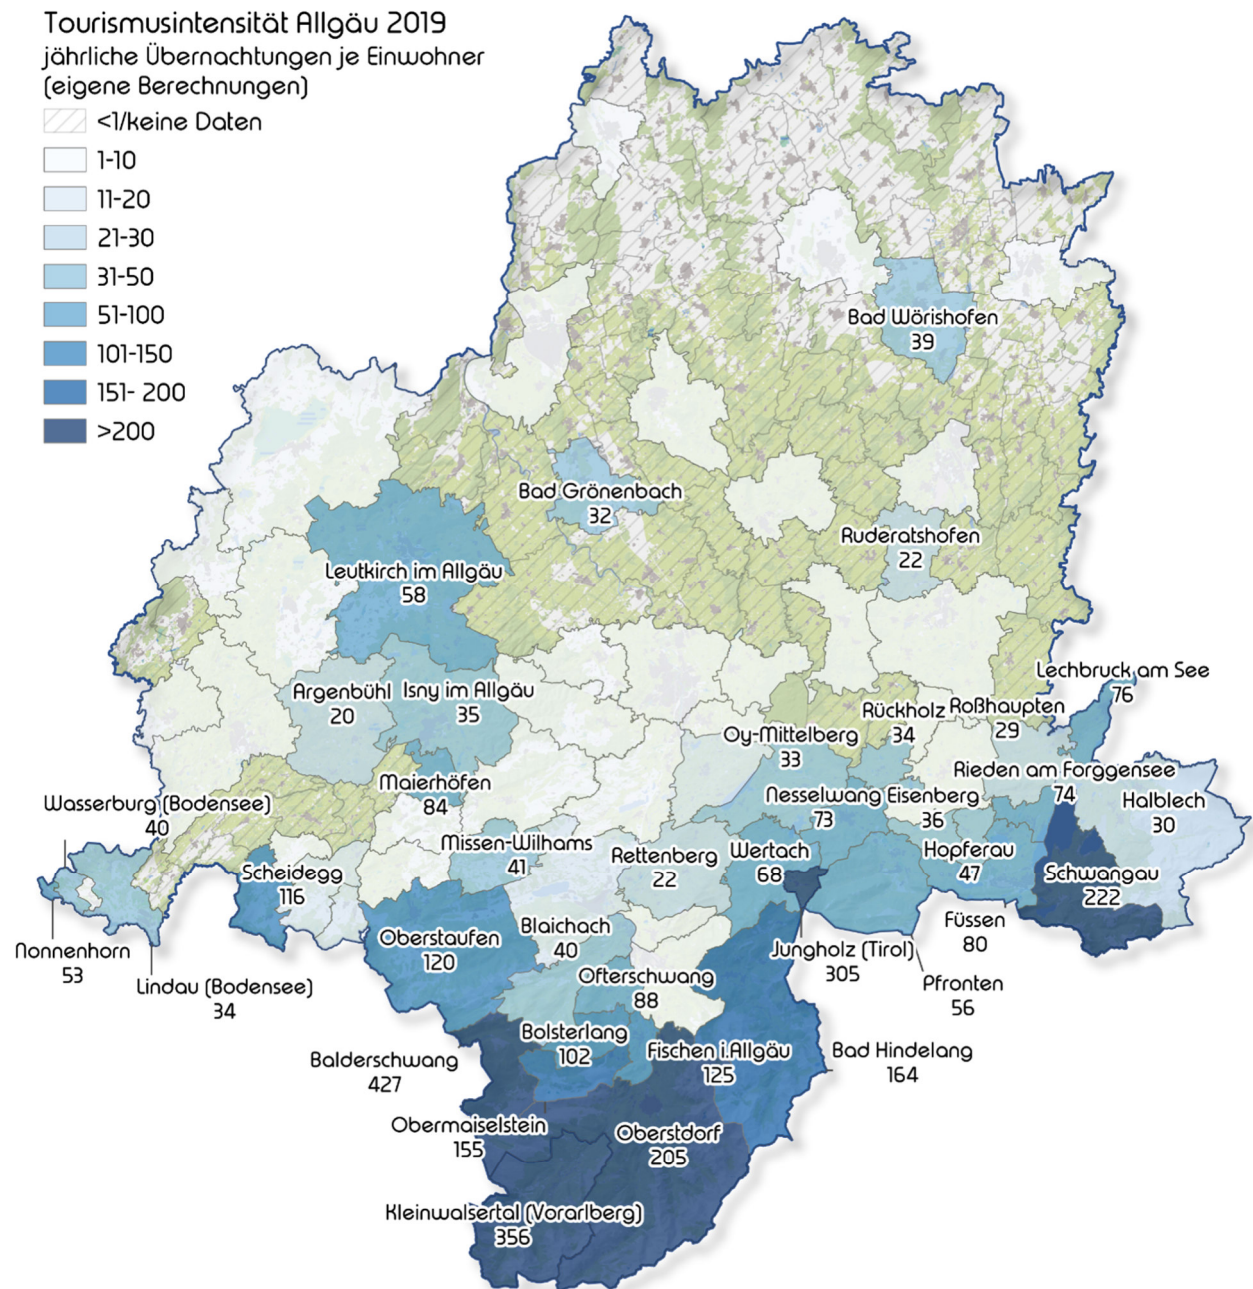 Tourismusintensität Allgäu 2019
jährliche Übernachtungen je Einwohner
(eigene Berechnungen)
<1/keine Daten
1-10
11-20
21-30
31-50
51-100
101-150
151- 200
>200
Bad Wörishofen
39
Bad Grönenbach
32
Ruderatshofen
22
Leutkirch im Allgäu
58
Lechbruck am See
76
Argenbühl
20
Isny im Allgäu
35
Rückholz
34
Roßhaupten
29
Oy-Mittelberg
33
Maierhöfen
84
Rieden am Forggensee
74
Wasserburg (Bodensee)
40
Nesselwang
73
Eisenberg
36
Halblech
30
Missen-Wilhams
41
Rettenberg
22
Wertach
68
Hopferau
47
Scheidegg
116
Schwangau
222
Nonnenhorn
53
Oberstaufen
120
Blaichach
40
Füssen
80
Jungholz (Tirol)
305
Lindau (Bodensee)
34
Ofterschwang
88
Pfronten
56
Bolsterlang
102
Fischen i.Allgäu
125
Bad Hindelang
164
Balderschwang
427
Obermaiselstein
155
Oberstdorf
205
Kleinwalsertal (Vorarlberg)
356